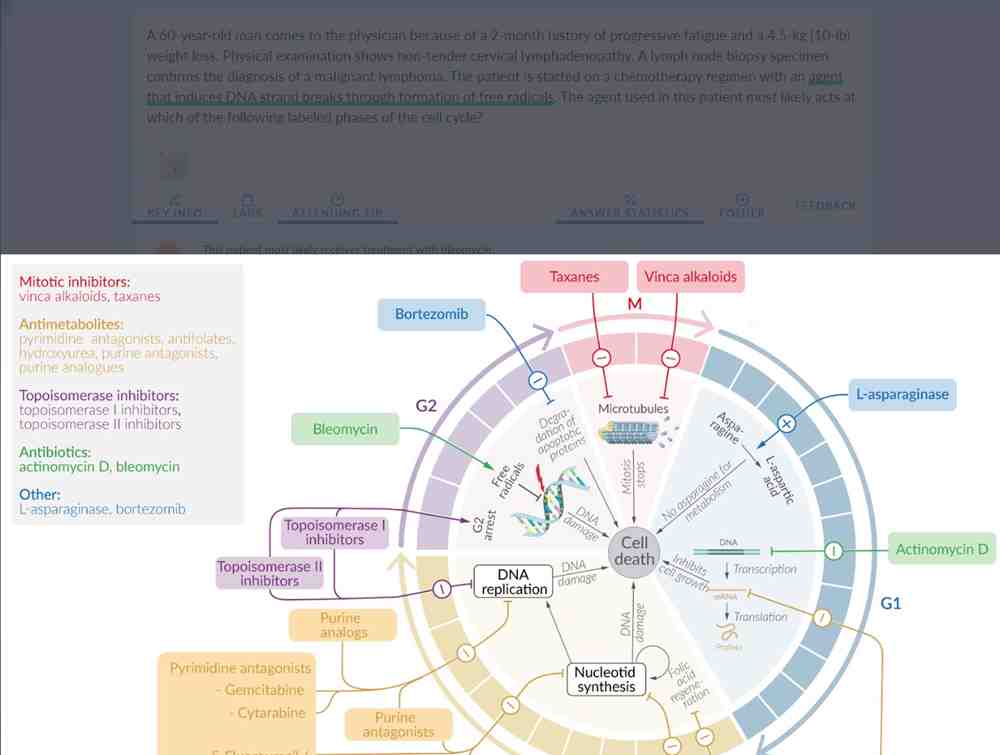 A 60-year-old man comes to the physician because of a 2-month history of progressive fatigue and a 4.5-kg (10-lb)
weight loss. Physical examination shows non-tender cervical lymphadenopathy. A lymph node biopsy specimen
confirms the diagnosis of a malignant lymphoma. The patient is started on a chemotherapy regimen with an agent
that induces DNA strand breaks through formation of free radicals. The agent used in this patient most likely acts at
which of the following labeled phases of the cell cycle?
KEY INFO
LABS
ATTENDING TIP
ANSWER STATISTICS
FOLDER
FEEDBACK
This patient most likely receives treatment with bleomycin
Mitotic inhibitors:
vinca alkaloids, taxanes
Antimetabolites:
pyrimidine antagonists, antifolates,
hydroxyurea, purine antagonists,
purine analogues
Topoisomerase inhibitors:
topoisomerase I inhibitors,
topoisomerase II inhibitors
Antibiotics:
actinomycin D, bleomycin
Other:
L-asparaginase, bortezomib
Taxanes
Vinca alkaloids
M
Bortezomib
G2
Bleomycin
L-asparaginase
Degra-
dation of
apoptotic
proteins
Microtubules
Mitosis
stops
Aspa-
ragine
L-aspartic
acid
No asparagine for
metabolism
Free
radicals
G2
arrest
DNA
damage
Cell
death
DNA
Transcription
mRNA
Translation
Protein
Inhibits
cell growth
Actinomycin D
G1
Topoisomerase I
inhibitors
Topoisomerase II
inhibitors
DNA
replication
DNA
damage
DNA
damage
Purine
analogs
Pyrimidine antagonists
- Gemcitabine
- Cytarabine
Purine
antagonists
Nucleotid
synthesis
Folic
acid
regene-
ration